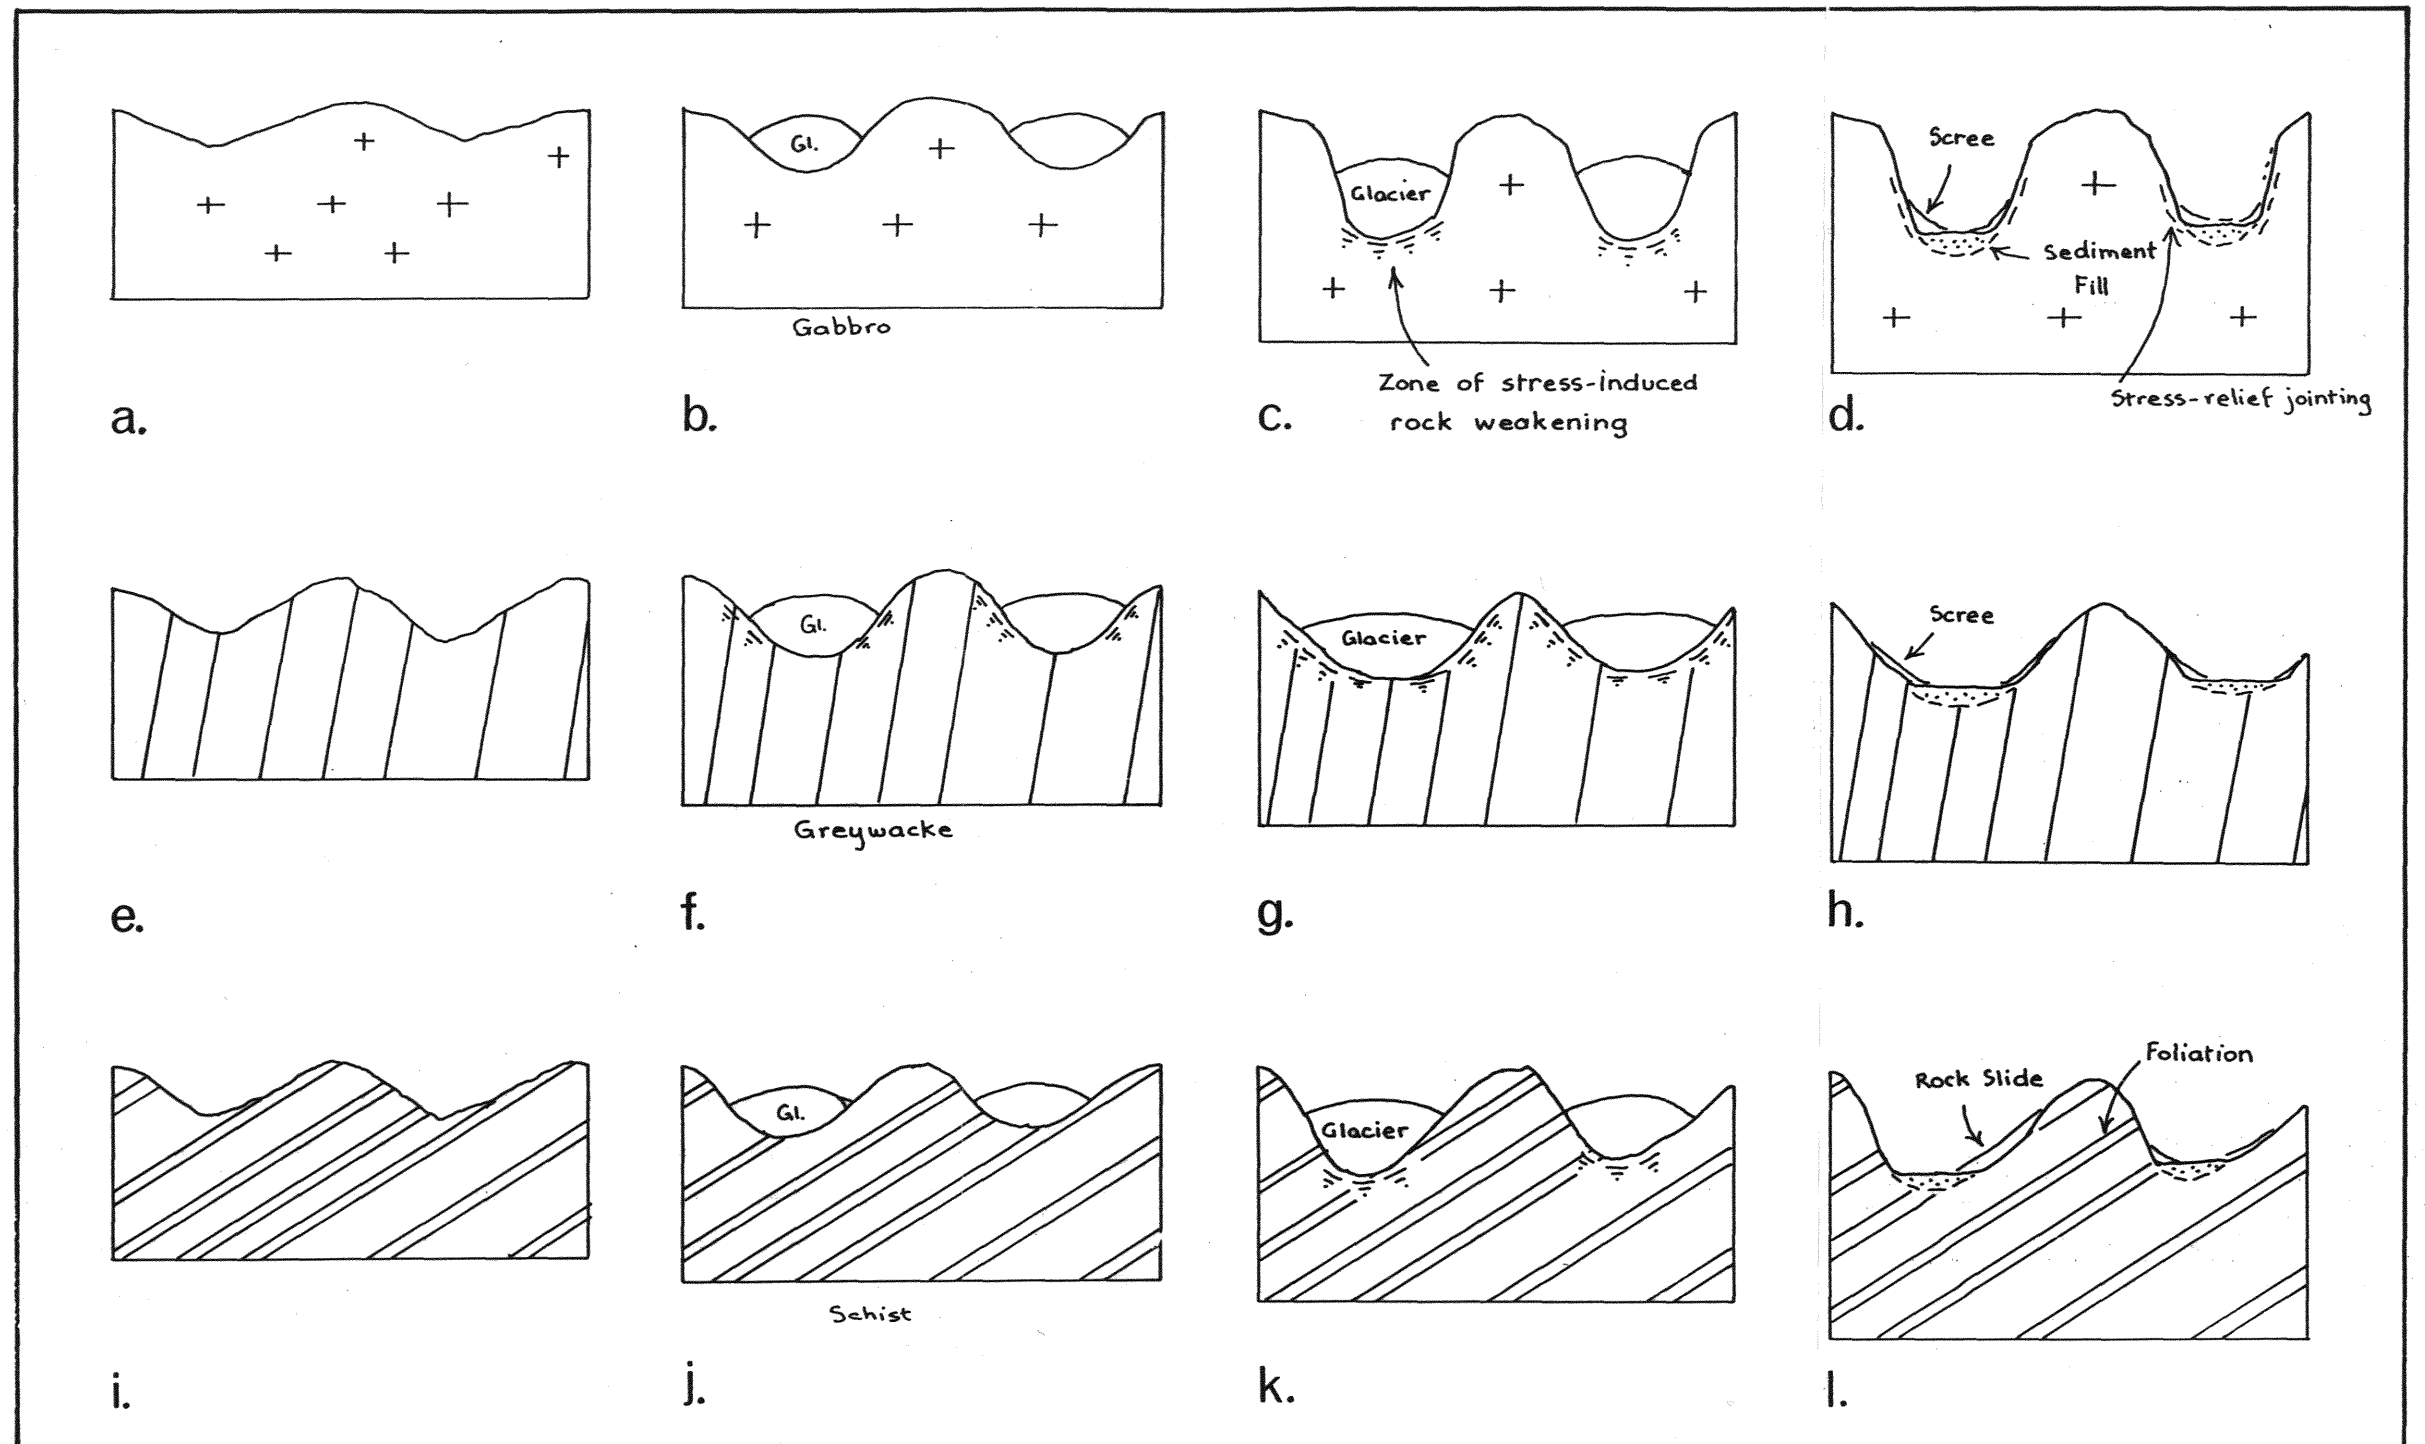 Gl.
Gabbro
Glacier
Zone of stress-induced
rock weakening
Scree
Sediment
Fill
Stress-relief jointing
a.
b.
c.
d.
Gl.
Greywacke
Glacier
Scree
e.
f.
g.
h.
Gl.
Schist
Glacier
Rock Slide
Foliation
i.
j.
k.
l.